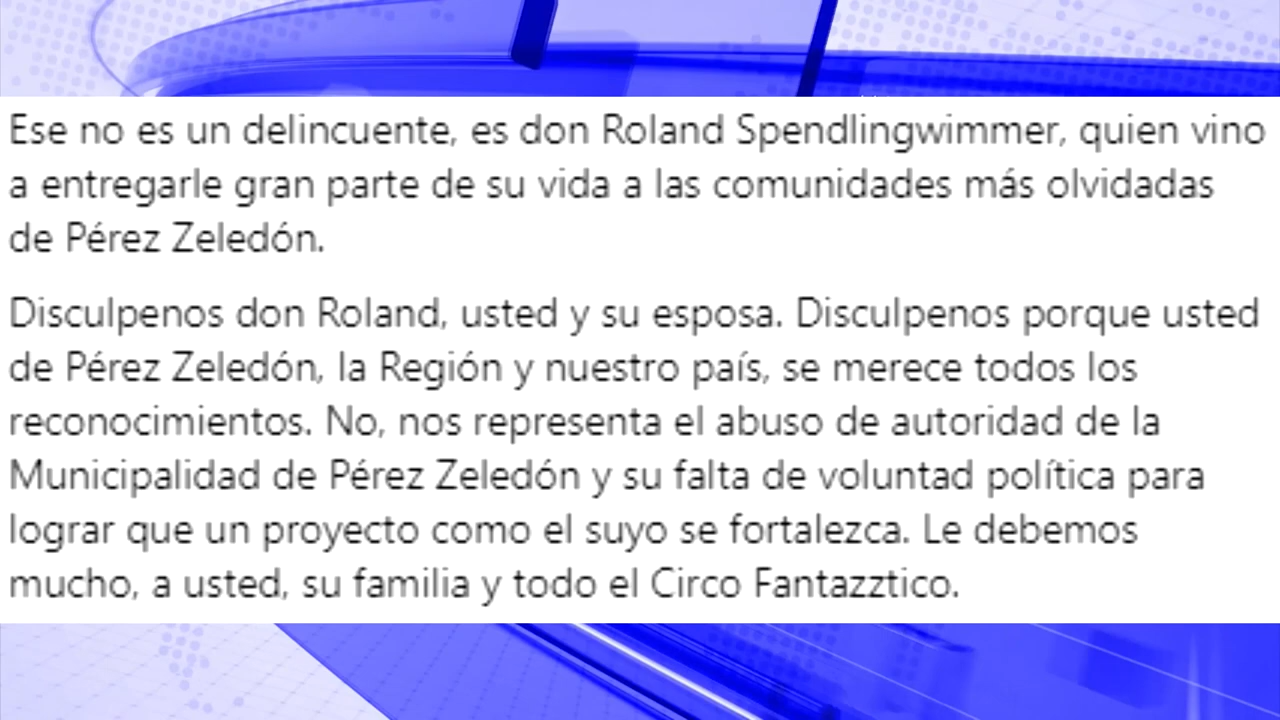 Ese no es un delincuente, es don Roland Spendlingwimmer, quien vino
a entregarle gran parte de su vida a las comunidades más olvidadas
de Pérez Zeledón.
Disculpenos don Roland, usted y su esposa. Disculpenos porque usted
de Pérez Zeledón, la Región y nuestro país, se merece todos los
reconocimientos. No, nos representa el abuso de autoridad de la
Municipalidad de Pérez Zeledón y su falta de voluntad política para
lograr que un proyecto como el suyo se fortalezca. Le debemos
mucho, a usted, su familia y todo el Circo Fantazztico.